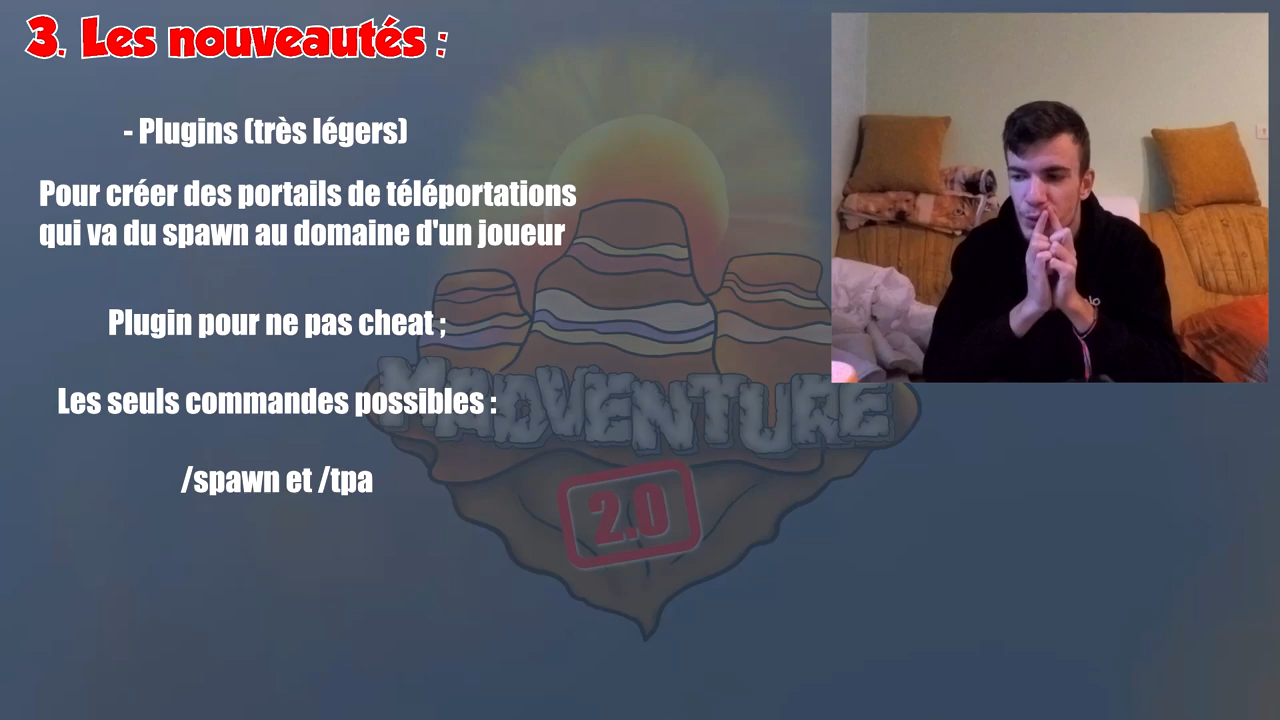 3. Les nouveautés :
- Plugins (très légers)
Pour créer des portails de téléportations
qui va du spawn au domaine d'un joueur
Plugin pour ne pas cheat ;
Les seuls commandes possibles :
/spawn et /tpa
MADVENTURE
2.0